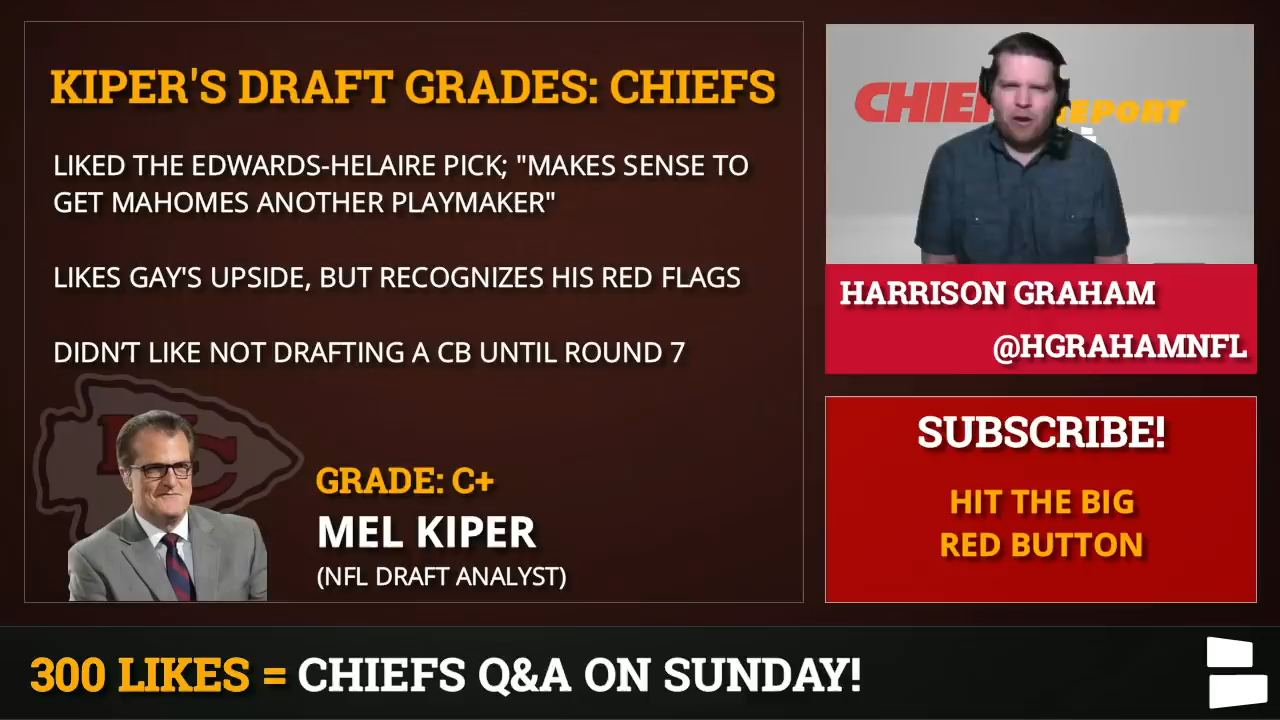 KIPER'S DRAFT GRADES: CHIEFS
LIKED THE EDWARDS-HELAIRE PICK; "MAKES SENSE TO
GET MAHOMES ANOTHER PLAYMAKER"
LIKES GAY'S UPSIDE, BUT RECOGNIZES HIS RED FLAGS
DIDN'T LIKE NOT DRAFTING A CB UNTIL ROUND 7
GRADE: C+
MEL KIPER
(NFL DRAFT ANALYST)
CHIE
EPORT
HARRISON GRAHAM
@HGRAHAMNFL
SUBSCRIBE!
HIT THE BIG
RED BUTTON
300 LIKES = CHIEFS Q&A ON SUNDAY!